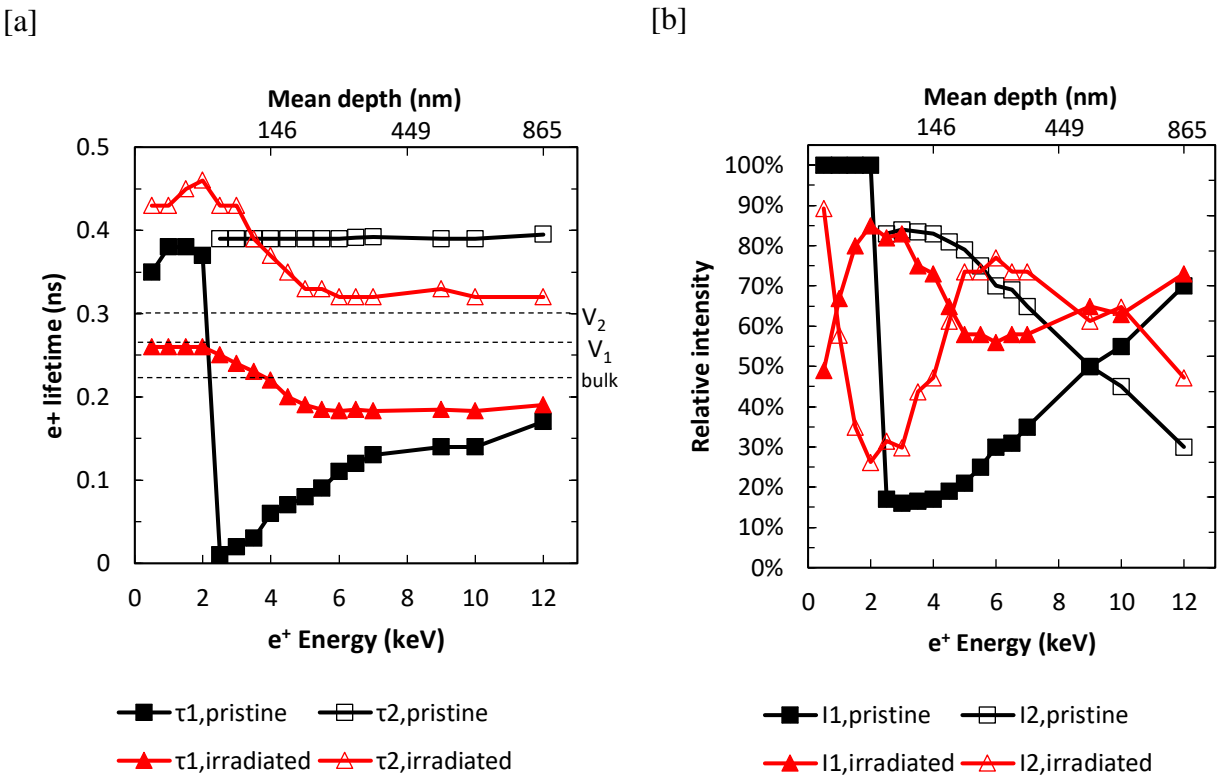 [a]
[b]
Mean depth (nm)
146 449 865
0.5
0.4
0.3
0.2
0.1
0
e+ lifetime (ns)
V2
V1
bulk
0 2 4 6 8 10 12
e+ Energy (keV)
τ1,pristine τ2,pristine
τ1,irradiated τ2,irradiated
Mean depth (nm)
146 449 865
100%
90%
80%
70%
60%
50%
40%
30%
20%
10%
0%
Relative intensity
0 2 4 6 8 10 12
e+ Energy (keV)
I1,pristine I2,pristine
I1,irradiated I2,irradiated